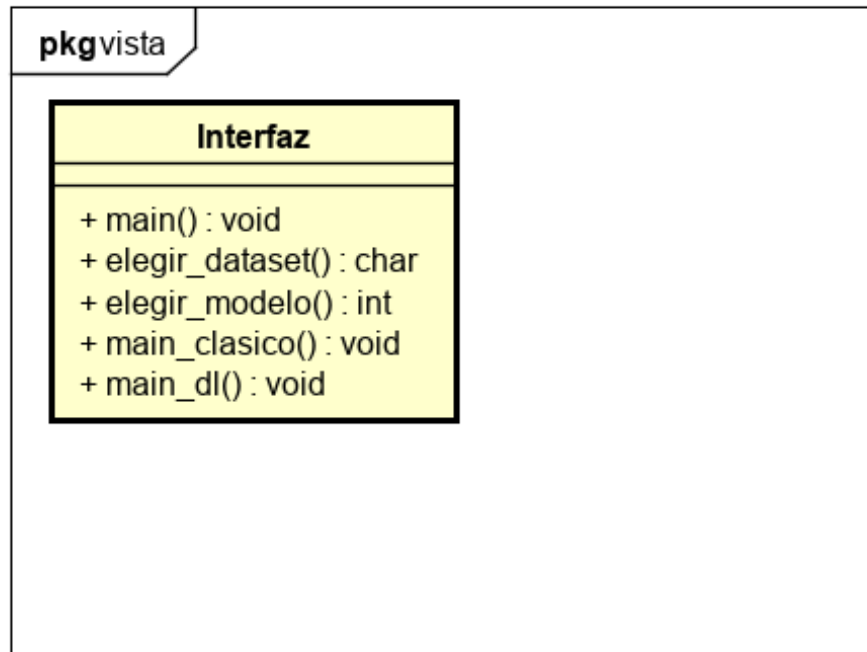 pkg vista
Interfaz
+ main() : void
+ elegir_dataset() : char
+ elegir_modelo() : int
+ main_clasico() : void
+ main_dl() : void